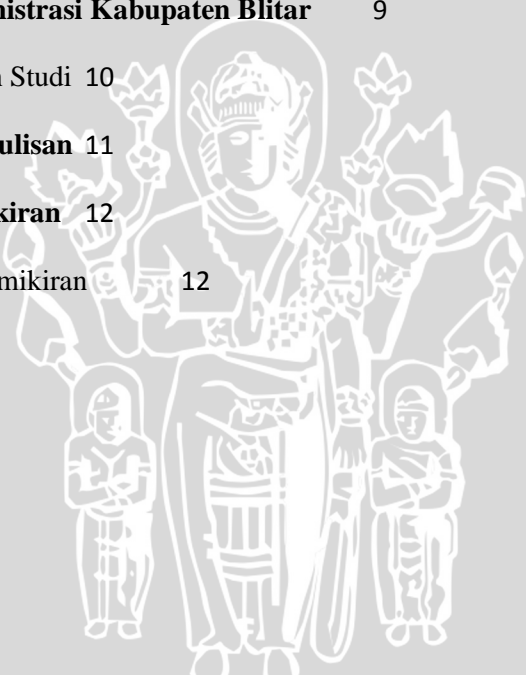 nistrasi Kabupaten Blitar 9
n Studi 10
ulisan 11
kiran 12
mikiran 12